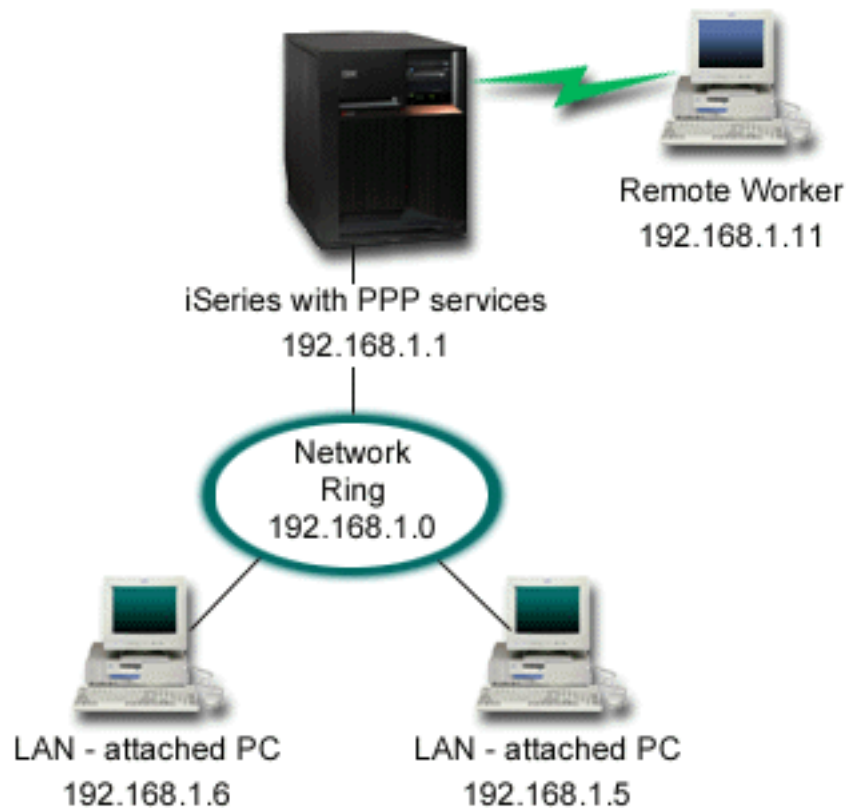 Remote Worker
192.168.1.11
iSeries with PPP services
192.168.1.1
Network
Ring
192.168.1.0
LAN - attached PC
192.168.1.6
LAN - attached PC
192.168.1.5